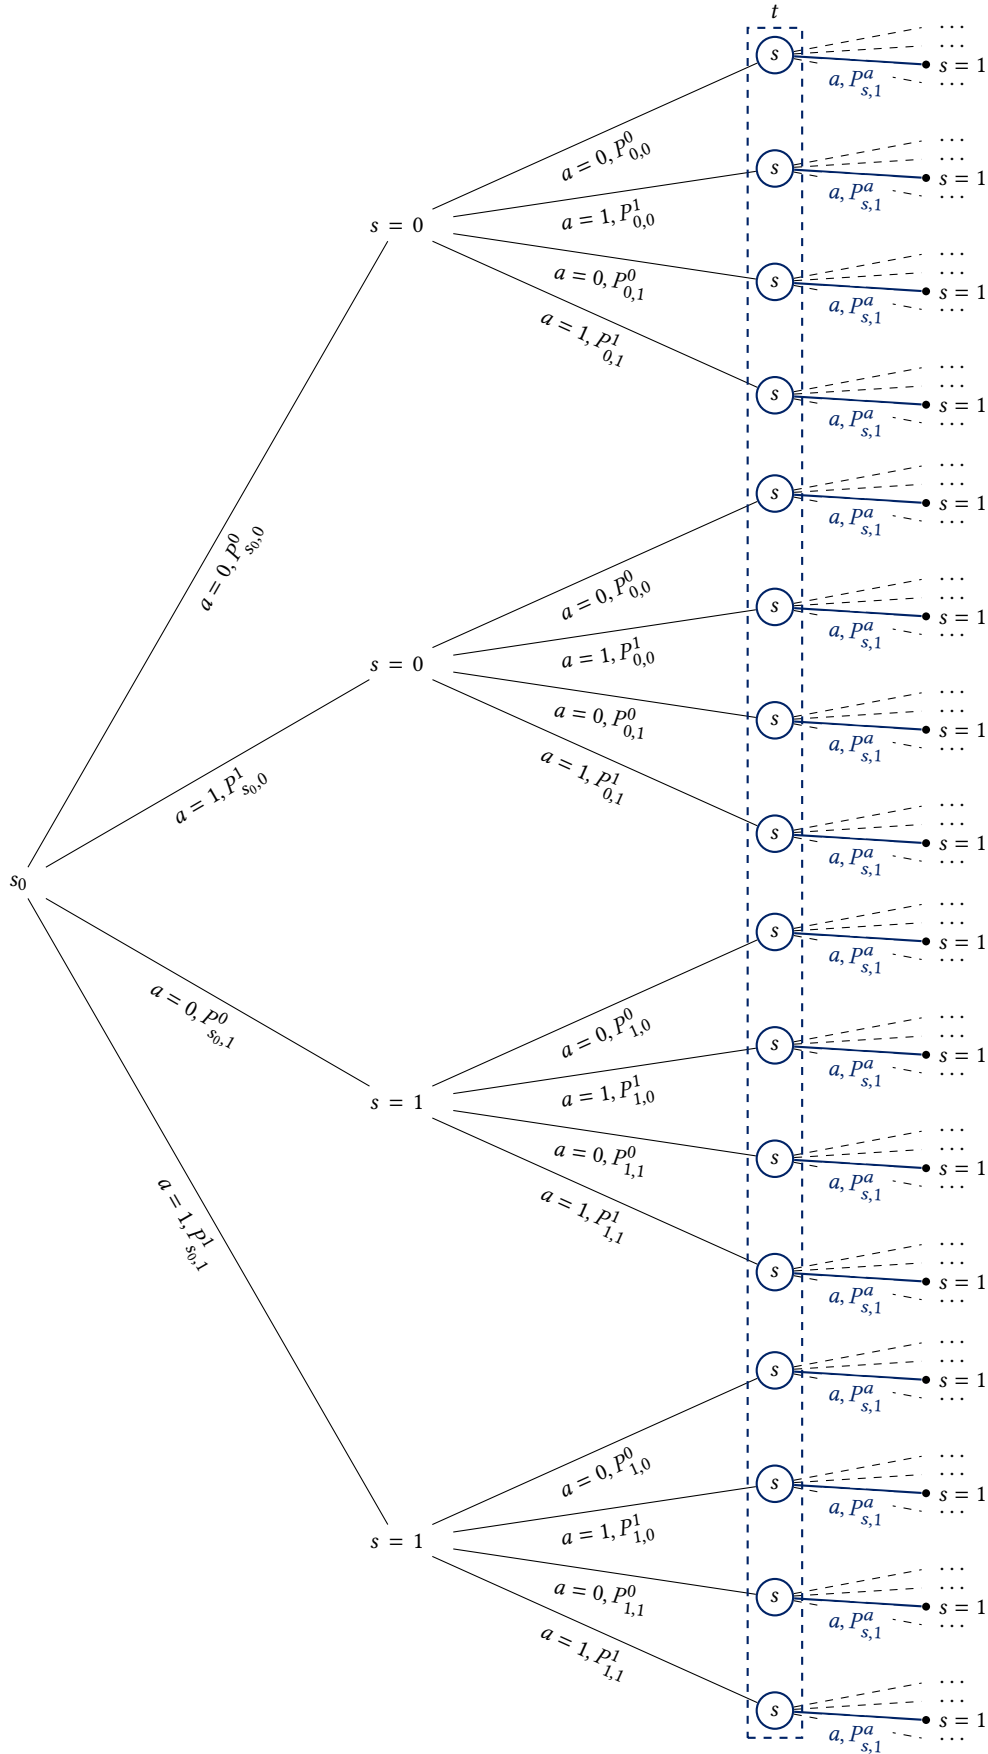 t
s
...
...
s = 1
a, P^a_{s,1}
...
a = 0, P^0_{0,0}
s
...
...
s = 1
a, P^a_{s,1}
...
s = 0
a = 1, P^1_{0,0}
s
...
...
s = 1
a, P^a_{s,1}
...
a = 0, P^0_{0,1}
a = 1, P^1_{0,1}
s
...
...
s = 1
a, P^a_{s,1}
...
s
...
...
s = 1
a, P^a_{s,1}
...
a = 0, P^0_{s_0,0}
a = 0, P^0_{0,0}
s
...
...
s = 1
a, P^a_{s,1}
...
s = 0
a = 1, P^1_{0,0}
s
...
...
s = 1
a, P^a_{s,1}
...
a = 0, P^0_{0,1}
a = 1, P^1_{0,1}
a = 1, P^1_{s_0,0}
s
...
...
s = 1
a, P^a_{s,1}
...
s_0
s
...
...
s = 1
a, P^a_{s,1}
...
a = 0, P^0_{s_0,1}
a = 0, P^0_{1,0}
s
...
...
s = 1
a, P^a_{s,1}
...
s = 1
a = 1, P^1_{1,0}
s
...
...
s = 1
a, P^a_{s,1}
...
a = 0, P^0_{1,1}
a = 1, P^1_{1,1}
a = 1, P^1_{s_0,1}
s
...
...
s = 1
a, P^a_{s,1}
...
s
...
...
s = 1
a, P^a_{s,1}
...
a = 0, P^0_{1,0}
s
...
...
s = 1
a, P^a_{s,1}
...
s = 1
a = 1, P^1_{1,0}
s
...
...
s = 1
a, P^a_{s,1}
...
a = 0, P^0_{1,1}
a = 1, P^1_{1,1}
s
...
...
s = 1
a, P^a_{s,1}
...